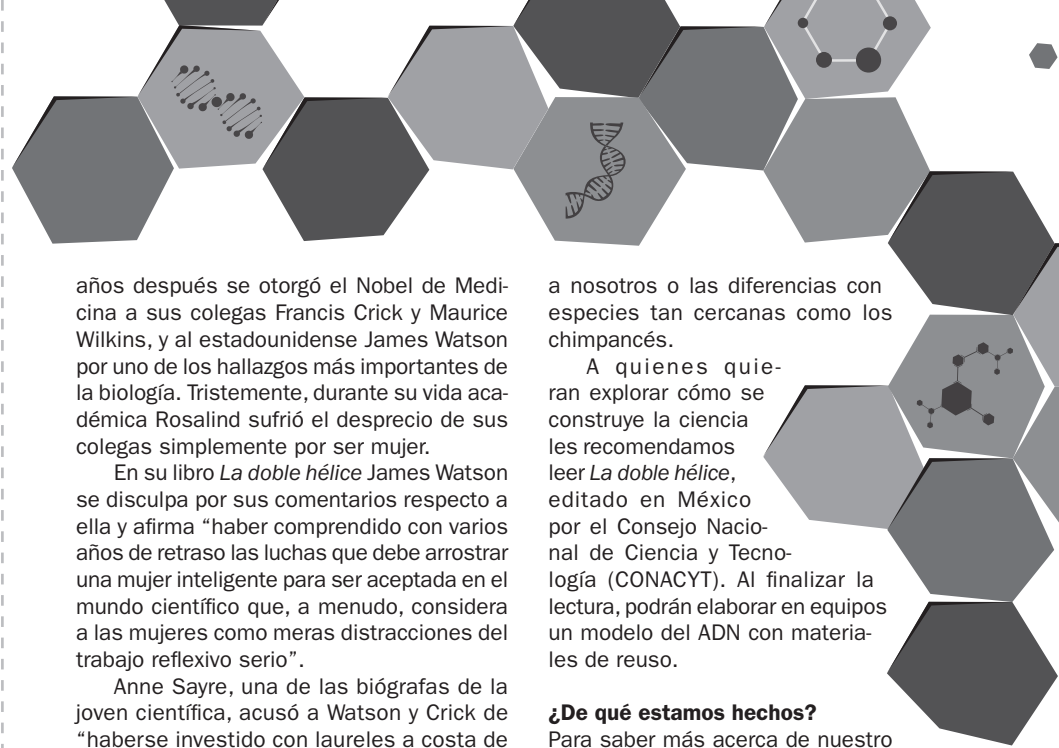 años después se otorgó el Nobel de Medi-
cina a sus colegas Francis Crick y Maurice
Wilkins, y al estadounidense James Watson
por uno de los hallazgos más importantes de
la biología. Tristemente, durante su vida aca-
démica Rosalind sufrió el desprecio de sus
colegas simplemente por ser mujer.
En su libro La doble hélice James Watson
se disculpa por sus comentarios respecto a
ella y afirma “haber comprendido con varios
años de retraso las luchas que debe arrostrar
una mujer inteligente para ser aceptada en el
mundo científico que, a menudo, considera
a las mujeres como meras distracciones del
trabajo reflexivo serio”.
Anne Sayre, una de las biógrafas de la
joven científica, acusó a Watson y Crick de
“haberse investido con laureles a costa de
a nosotros o las diferencias con
especies tan cercanas como los
chimpancés.
A quienes quie-
ran explorar cómo se
construye la ciencia
les recomendamos
leer La doble hélice,
editado en México
por el Consejo Nacio-
nal de Ciencia y Tecno-
logía (CONACYT). Al finalizar la
lectura, podrán elaborar en equipos
un modelo del ADN con materia-
les de reuso.
¿De qué estamos hechos?
Para saber más acerca de nuestro